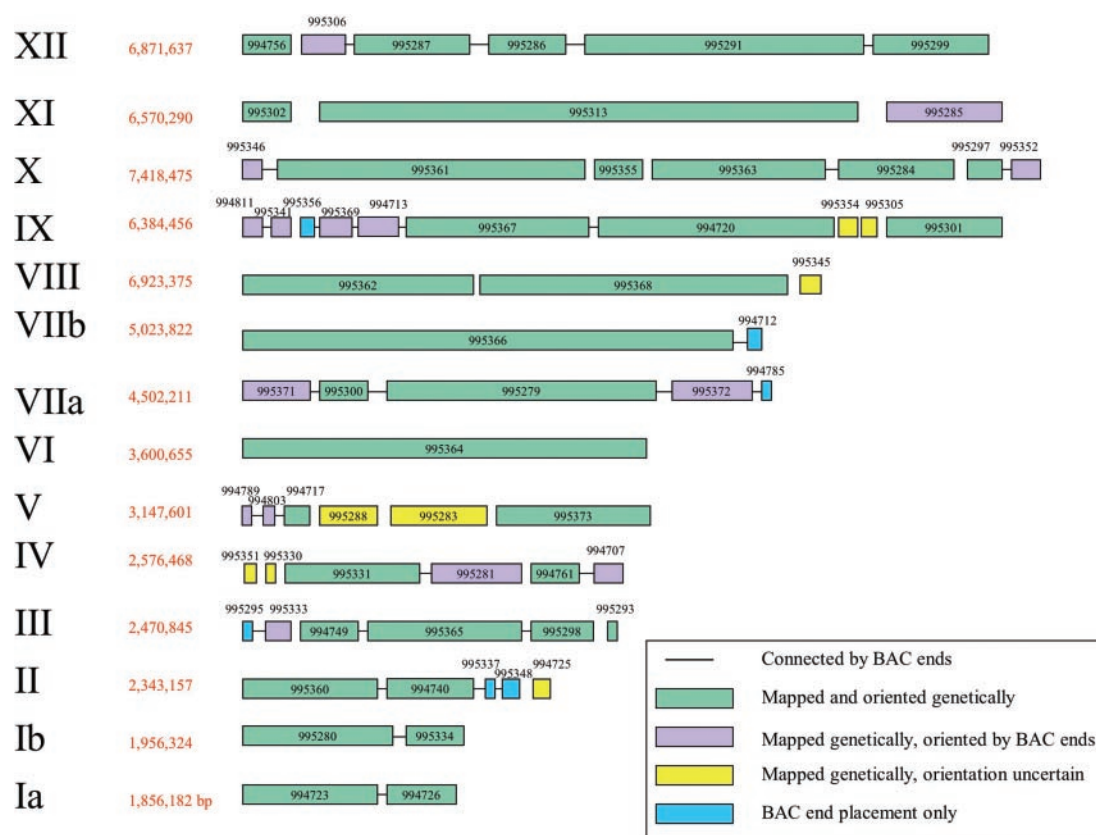 995306
XII 6,871,637 994756 995287 995286 995291 995299
XI 6,570,290 995302 995313 995285
995346 995297 995352
X 7,418,475 995361 995355 995363 995284
994811 995341 995356 995369 994713 995354 995305
IX 6,384,456 995367 994720 995301
995345
VIII 6,923,375 995362 995368
994712
VIIb 5,023,822 995366
994785
VIIa 4,502,211 995371 995300 995279 995372
VI 3,600,655 995364
994789 994803 994717
V 3,147,601 995288 995283 995373
995351 995330 994707
IV 2,576,468 995331 995281 994761
995295 995333 995293
III 2,470,845 994749 995365 995298
995337 995348 994725
II 2,343,157 995360 994740
Ib 1,956,324 995280 995334
Ia 1,856,182 bp 994723 994726
Connected by BAC ends
Mapped and oriented genetically
Mapped genetically, oriented by BAC ends
Mapped genetically, orientation uncertain
BAC end placement only